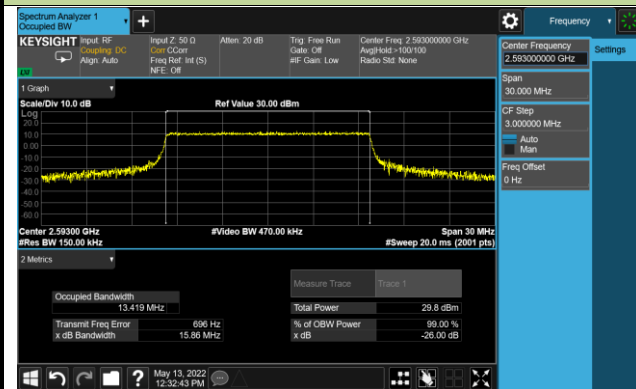 Spectrum Analyzer 1
Occupied BW
Frequency
KEYSIGHT
Input: RF
Coupling: DC
Align: Auto
Input Z: 50 Ω
Corr CCorr
Freq Ref: Int (S)
NFE: Off
Atten: 20 dB
Trig: Free Run
Gate: Off
#IF Gain: Low
Center Freq: 2.593000000 GHz
Avg|Hold:>100/100
Radio Std: None
Center Frequency
2.593000000 GHz
Settings
Span
30.000 MHz
CF Step
3.000000 MHz
Auto
Man
Freq Offset
0 Hz
1 Graph
Scale/Div 10.0 dB
Ref Value 30.00 dBm
Log
20.0
10.0
0.00
-10.0
-20.0
-30.0
-40.0
-50.0
-60.0
Center 2.59300 GHz
#Video BW 470.00 kHz
Span 30 MHz
#Res BW 150.00 kHz
#Sweep 20.0 ms (2001 pts)
2 Metrics
Measure Trace
Trace 1
Occupied Bandwidth
13.419 MHz
Total Power
29.8 dBm
Transmit Freq Error
696 Hz
% of OBW Power
99.00 %
x dB Bandwidth
15.86 MHz
x dB
-26.00 dB
May 13, 2022
12:32:43 PM